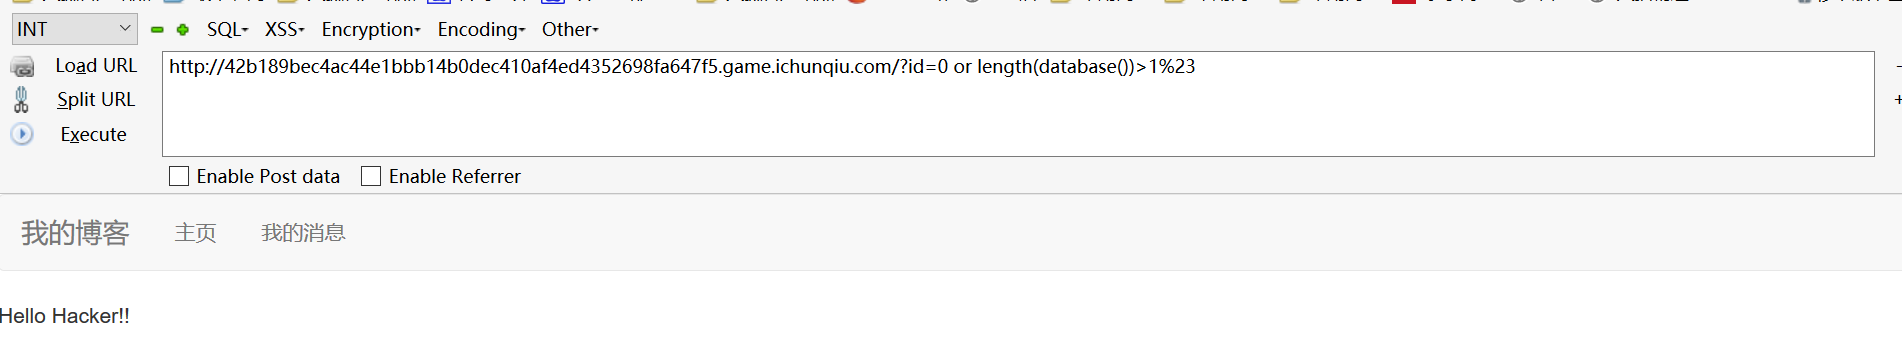 INT SQL- XSS- Encryption- Encoding- Other-
Load URL
http://42b189bec4ac44e1bbb14b0dec410af4ed4352698fa647f5.game.ichunqiu.com/?id=0 or length(database())>1%23
Split URL
Execute
Enable Post data Enable Referrer
我的博客 主页 我的消息
Hello Hacker!!